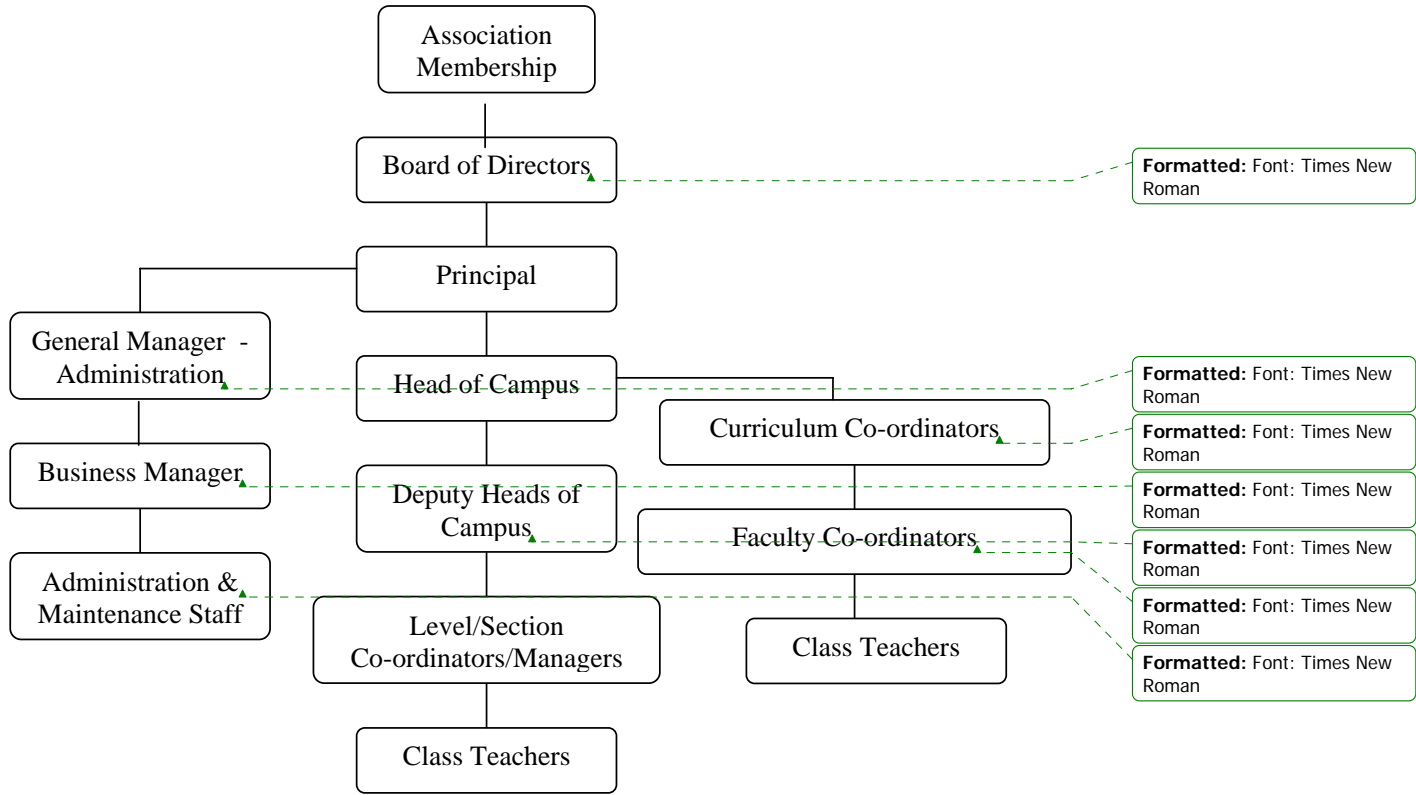 Association
Membership
Board of Directors
Formatted: Font: Times New
Roman
Principal
General Manager -
Administration
Head of Campus
Formatted: Font: Times New
Roman
Curriculum Co-ordinators
Formatted: Font: Times New
Roman
Business Manager
Deputy Heads of
Campus
Formatted: Font: Times New
Roman
Faculty Co-ordinators
Formatted: Font: Times New
Roman
Administration &
Maintenance Staff
Level/Section
Co-ordinators/Managers
Class Teachers
Formatted: Font: Times New
Roman
Formatted: Font: Times New
Roman
Class Teachers